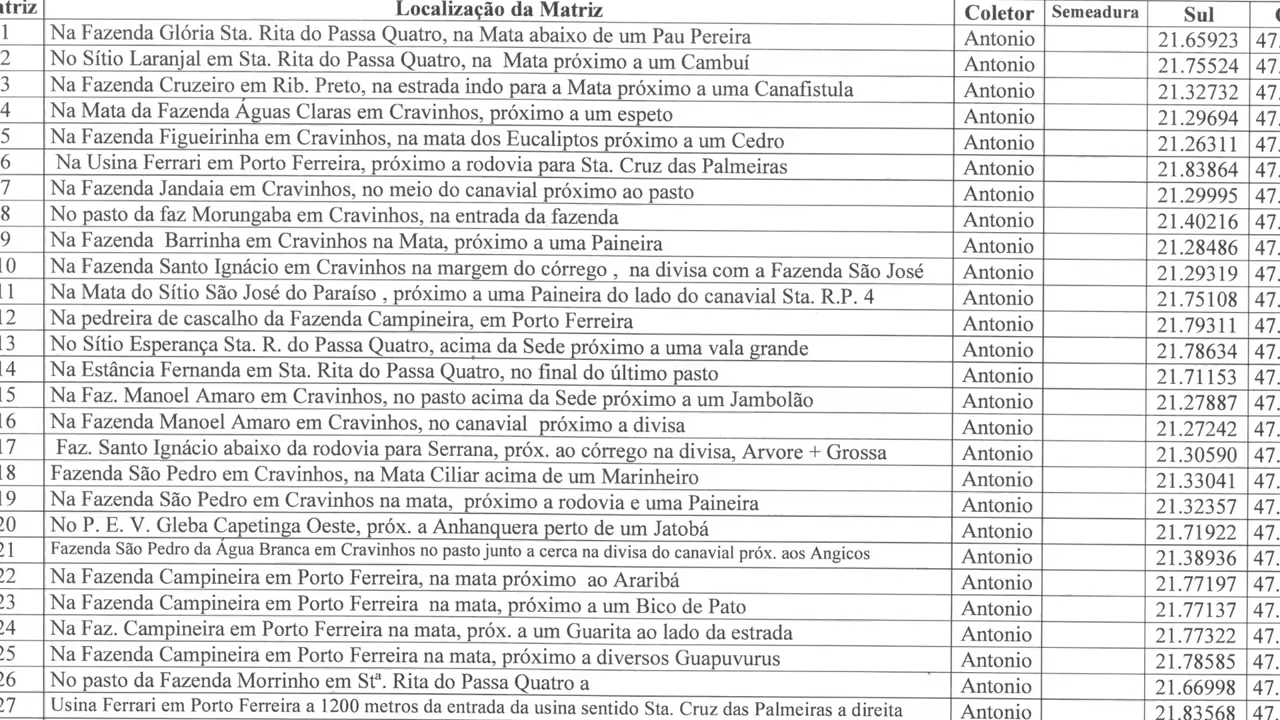 atriz Localização da Matriz Coletor Semeadura Sul
1 Na Fazenda Glória Sta. Rita do Passa Quatro, na Mata abaixo de um Pau Pereira Antonio 21.65923 47.
2 No Sítio Laranjal em Sta. Rita do Passa Quatro, na Mata próximo a um Cambuí Antonio 21.75524 47.
3 Na Fazenda Cruzeiro em Rib. Preto, na estrada indo para a Mata próximo a uma Canafistula Antonio 21.32732 47.
4 Na Mata da Fazenda Águas Claras em Cravinhos, próximo a um espeto Antonio 21.29694 47.
5 Na Fazenda Figueirinha em Cravinhos, na mata dos Eucaliptos próximo a um Cedro Antonio 21.26311 47.
6 Na Usina Ferrari em Porto Ferreira, próximo a rodovia para Sta. Cruz das Palmeiras Antonio 21.83864 47.
7 Na Fazenda Jandaia em Cravinhos, no meio do canavial próximo ao pasto Antonio 21.29995 47.
8 No pasto da faz Morungaba em Cravinhos, na entrada da fazenda Antonio 21.40216 47.
9 Na Fazenda Barrinha em Cravinhos na Mata, próximo a uma Paineira Antonio 21.28486 47.
10 Na Fazenda Santo Ignácio em Cravinhos na margem do córrego , na divisa com a Fazenda São José Antonio 21.29319 47.
11 Na Mata do Sítio São José do Paraíso , próximo a uma Paineira do lado do canavial Sta. R.P. 4 Antonio 21.75108 47.
12 Na pedreira de cascalho da Fazenda Campineira, em Porto Ferreira Antonio 21.79311 47.
13 No Sítio Esperança Sta. R. do Passa Quatro, acima da Sede próximo a uma vala grande Antonio 21.78634 47.
14 Na Estância Fernanda em Sta. Rita do Passa Quatro, no final do último pasto Antonio 21.71153 47.
15 Na Faz. Manoel Amaro em Cravinhos, no pasto acima da Sede próximo a um Jambolão Antonio 21.27887 47.
16 Na Fazenda Manoel Amaro em Cravinhos, no canavial próximo a divisa Antonio 21.27242 47.
17 Faz. Santo Ignácio abaixo da rodovia para Serrana, próx. ao córrego na divisa, Arvore + Grossa Antonio 21.30590 47.
18 Fazenda São Pedro em Cravinhos, na Mata Ciliar acima de um Marinheiro Antonio 21.33041 47.
19 Na Fazenda São Pedro em Cravinhos na mata, próximo a rodovia e uma Paineira Antonio 21.32357 47.
20 No P. E. V. Gleba Capetinga Oeste, próx. a Anhanquera perto de um Jatobá Antonio 21.71922 47.
21 Fazenda São Pedro da Água Branca em Cravinhos no pasto junto a cerca na divisa do canavial próx. aos Angicos Antonio 21.38936 47.
22 Na Fazenda Campineira em Porto Ferreira, na mata próximo ao Araribá Antonio 21.77197 47.
23 Na Fazenda Campineira em Porto Ferreira na mata, próximo a um Bico de Pato Antonio 21.77137 47.
24 Na Faz. Campineira em Porto Ferreira na mata, próx. a um Guarita ao lado da estrada Antonio 21.77322 47.
25 Na Fazenda Campineira em Porto Ferreira na mata, próximo a diversos Guapuvurus Antonio 21.78585 47.
26 No pasto da Fazenda Morrinho em Stª. Rita do Passa Quatro a Antonio 21.66998 47.
27 Usina Ferrari em Porto Ferreira a 1200 metros da entrada da usina sentido Sta. Cruz das Palmeiras a direita Antonio 21.83568 47.